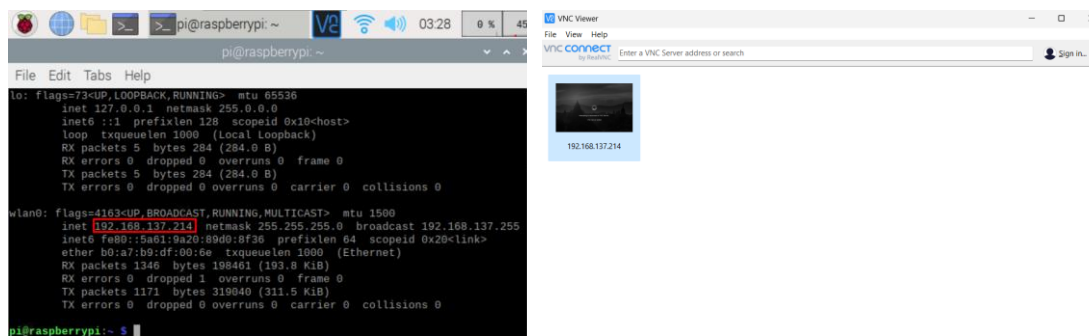 pi@raspberrypi: ~ V2 03:28 0 % 45
pi@raspberrypi: ~
File Edit Tabs Help
lo: flags=73<UP,LOOPBACK,RUNNING> mtu 65536
inet 127.0.0.1 netmask 255.0.0.0
inet6 ::1 prefixlen 128 scopeid 0x10<host>
loop txqueuelen 1000 (Local Loopback)
RX packets 5 bytes 284 (284.0 B)
RX errors 0 dropped 0 overruns 0 frame 0
TX packets 5 bytes 284 (284.0 B)
TX errors 0 dropped 0 overruns 0 carrier 0 collisions 0
wlan0: flags=4163<UP,BROADCAST,RUNNING,MULTICAST> mtu 1500
inet 192.168.137.214 netmask 255.255.255.0 broadcast 192.168.137.255
inet6 fe80::5a61:9a20:89d0:8f36 prefixlen 64 scopeid 0x20<link>
ether b0:a7:b9:df:00:6e txqueuelen 1000 (Ethernet)
RX packets 1346 bytes 198461 (193.8 KiB)
RX errors 0 dropped 1 overruns 0 frame 0
TX packets 1171 bytes 319040 (311.5 KiB)
TX errors 0 dropped 0 overruns 0 carrier 0 collisions 0
pi@raspberrypi:~ $
V2 VNC Viewer
File View Help
VNC CONNECT
by RealVNC
Enter a VNC Server address or search
Sign in...
192.168.137.214